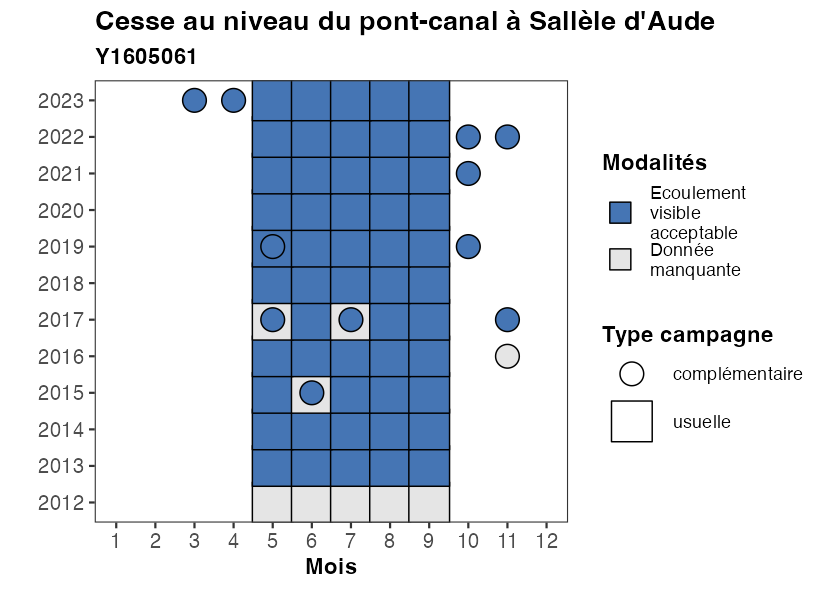 Cesse au niveau du pont-canal à Sallèle d'Aude
Y1605061
2023
2022
2021
2020
2019
2018
2017
2016
2015
2014
2013
2012
1 2 3 4 5 6 7 8 9 10 11 12
Mois
Modalités
Ecoulement
visible
acceptable
Donnée
manquante
Type campagne
complémentaire
usuelle